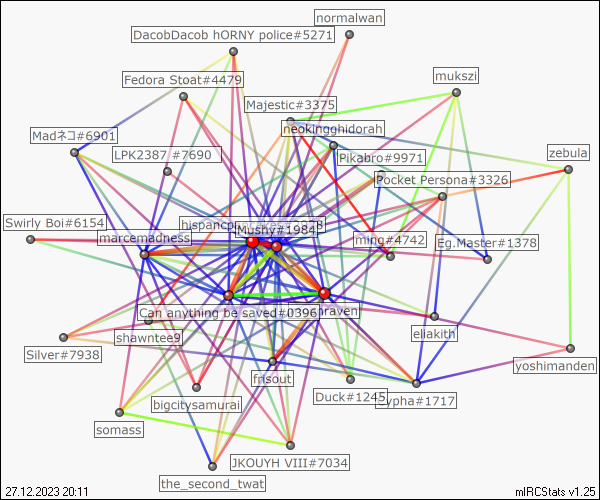 normalwan
DacobDacob hORNY police#5271
Fedora Stoat#4479
mukszi
Majestic#3375
neokingghidorah
Madネコ#6901
LPK2387 #7690
Pikabro#9971
zebula
Pocket Persona#3326
Swirly Boi#6154
hispancp
Mushy#1984
marcemadness
ming#4742
Eg.Master#1378
Can anything be saved#0396
raven
shawntee9
eliakith
Silver#7938
frisout
yoshimanden
bigcitysamurai
Duck#1245
Sypha#1717
somass
JKOUYH VIII#7034
the_second_twat
27.12.2023 20:11
mIRCStats v1.25